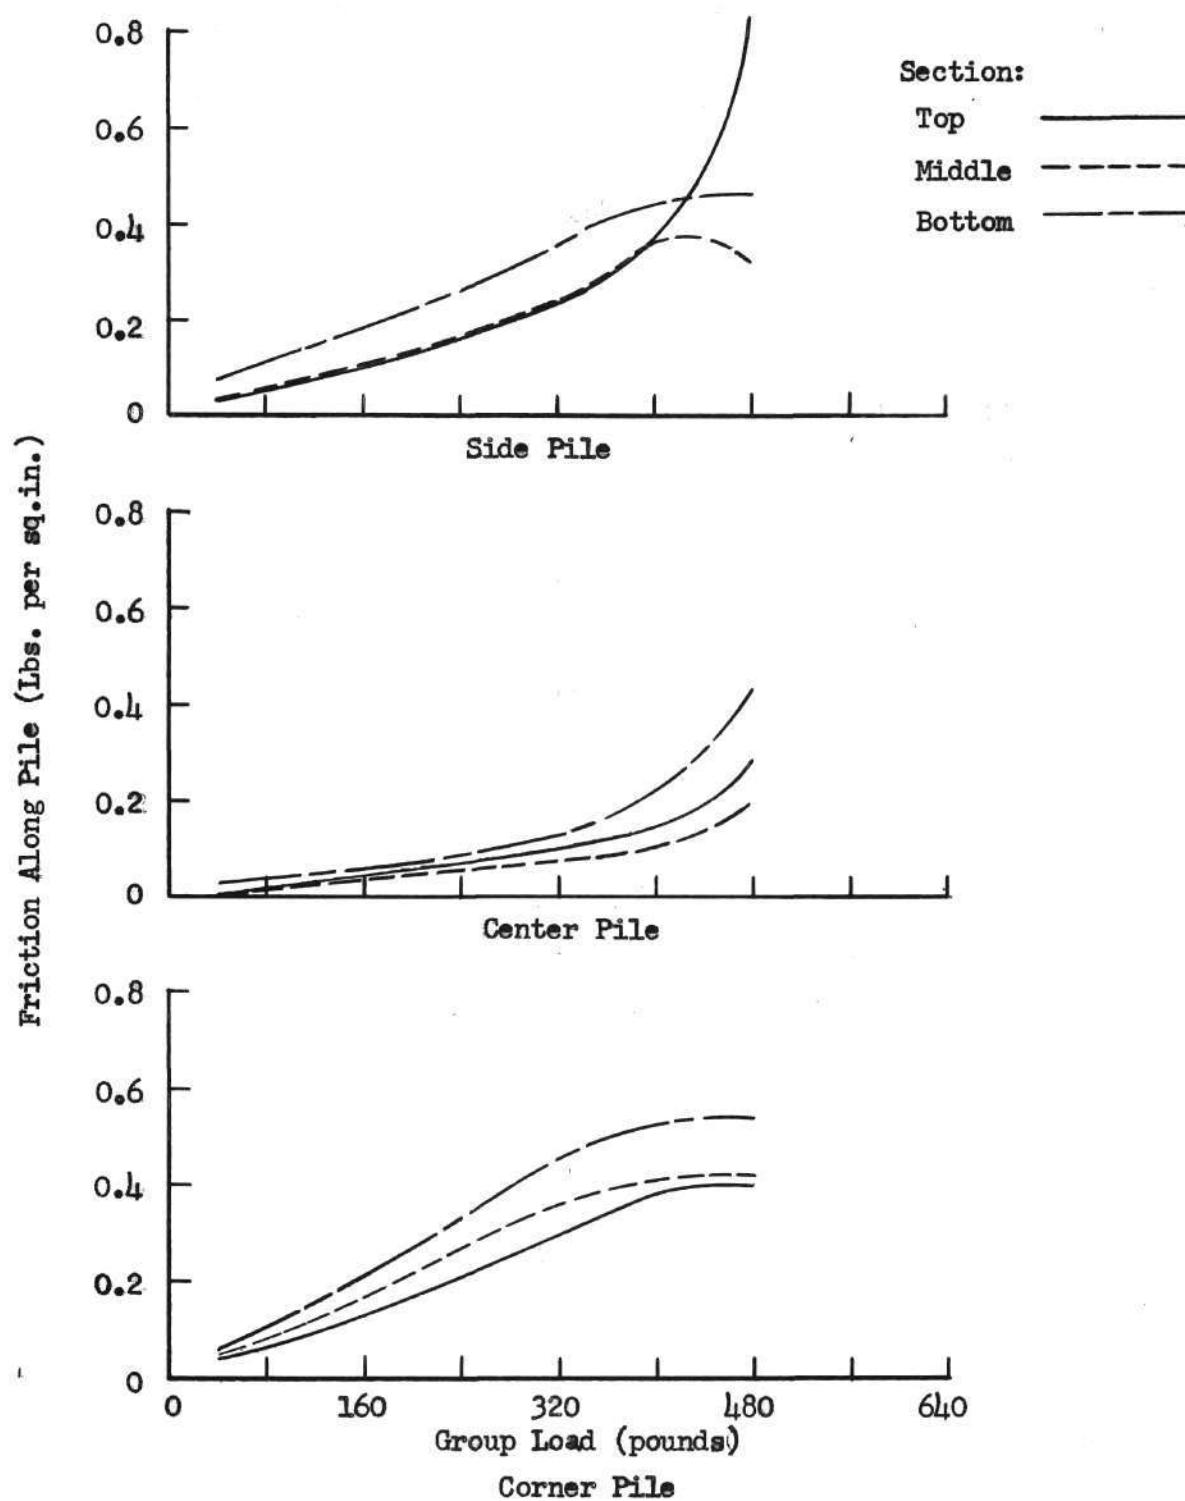 Section:
Top
Middle
Bottom
0.8
0.6
0.4
0.2
0
Side Pile
Friction Along Pile (Lbs. per sq.in.)
0.8
0.6
0.4
0.2
0
Center Pile
0.8
0.6
0.4
0.2
0
0 160 320 480 640
Group Load (pounds)
Corner Pile